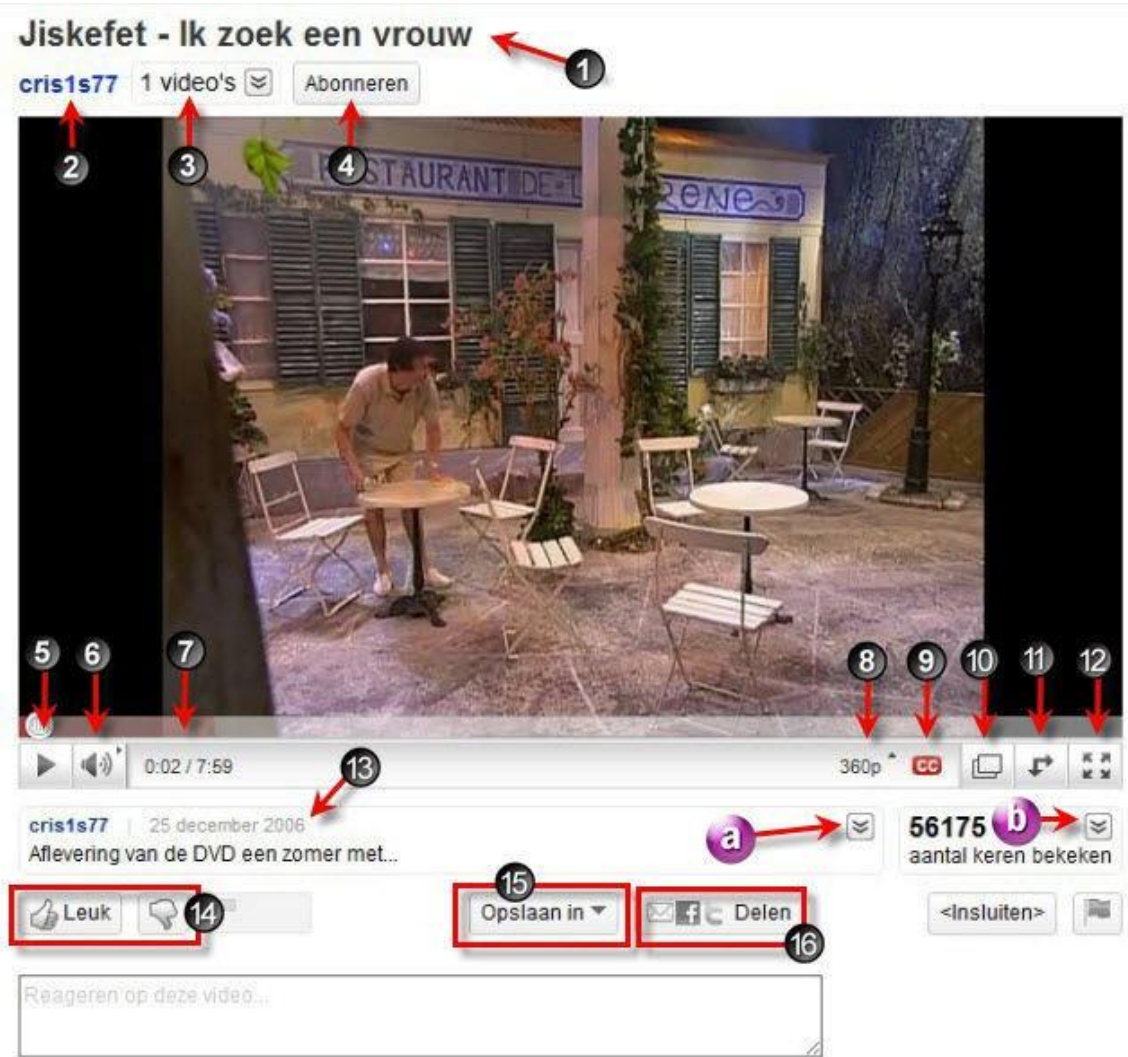 Jiskefet - Ik zoek een vrouw
1
cris1s77 1 video's Abonneren
2 3 4
RESTAURANT DE L RENE
5 6 7 8 9 10 11 12
0:02 / 7:59 360p CC
13
cris1s77 | 25 december 2006 a 56175 b
Aflevering van de DVD een zomer met... aantal keren bekeken
15
Leuk 14 Opslaan in f t Delen <Insluiten>
16
Reageren op deze video...